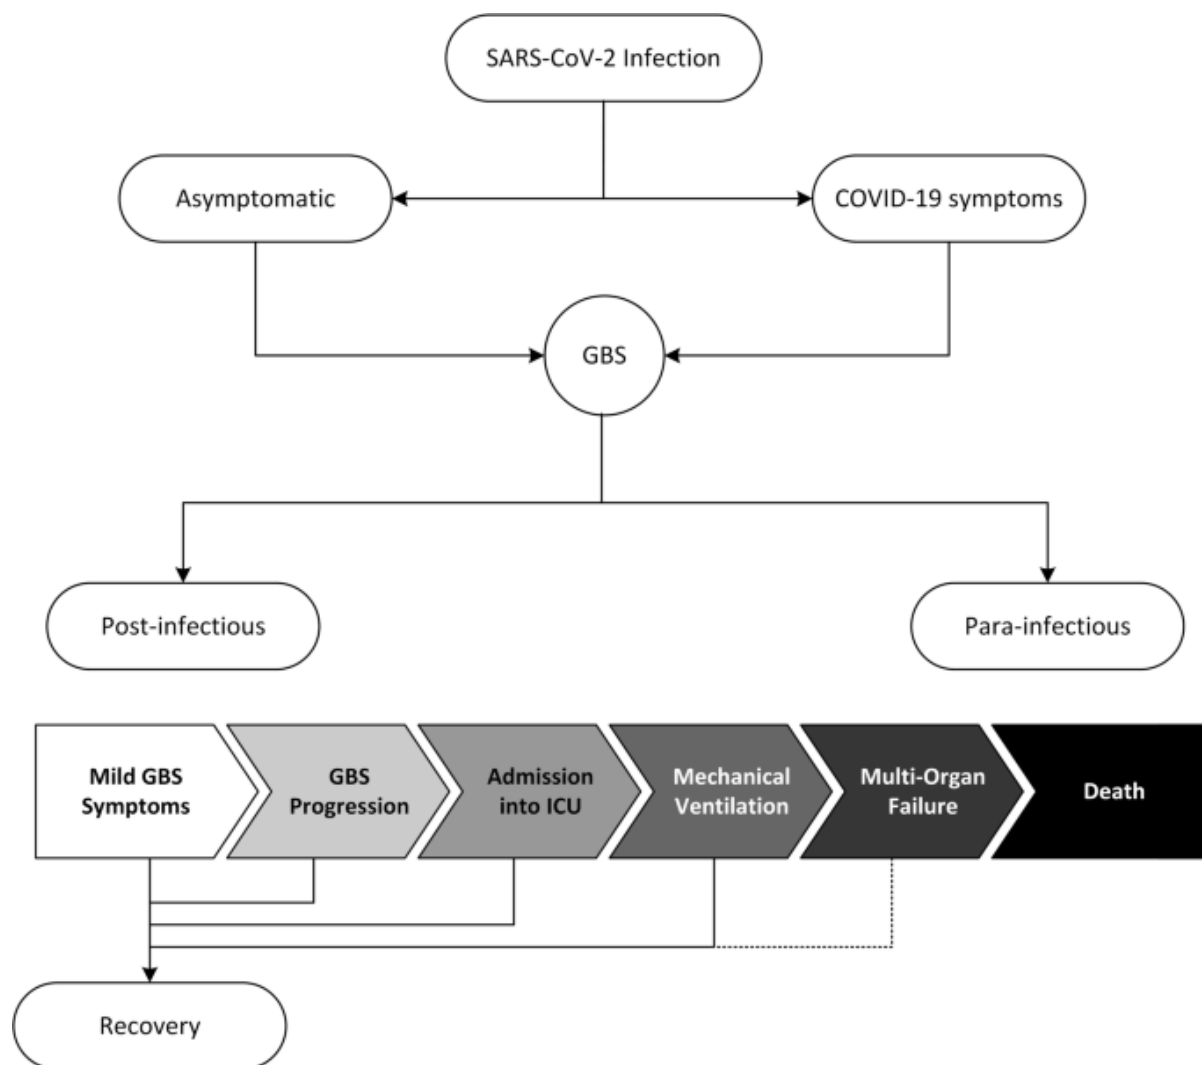 SARS-CoV-2 Infection
Asymptomatic
COVID-19 symptoms
GBS
Post-infectious
Para-infectious
Mild GBS
Symptoms
GBS
Progression
Admission
into ICU
Mechanical
Ventilation
Multi-Organ
Failure
Death
Recovery